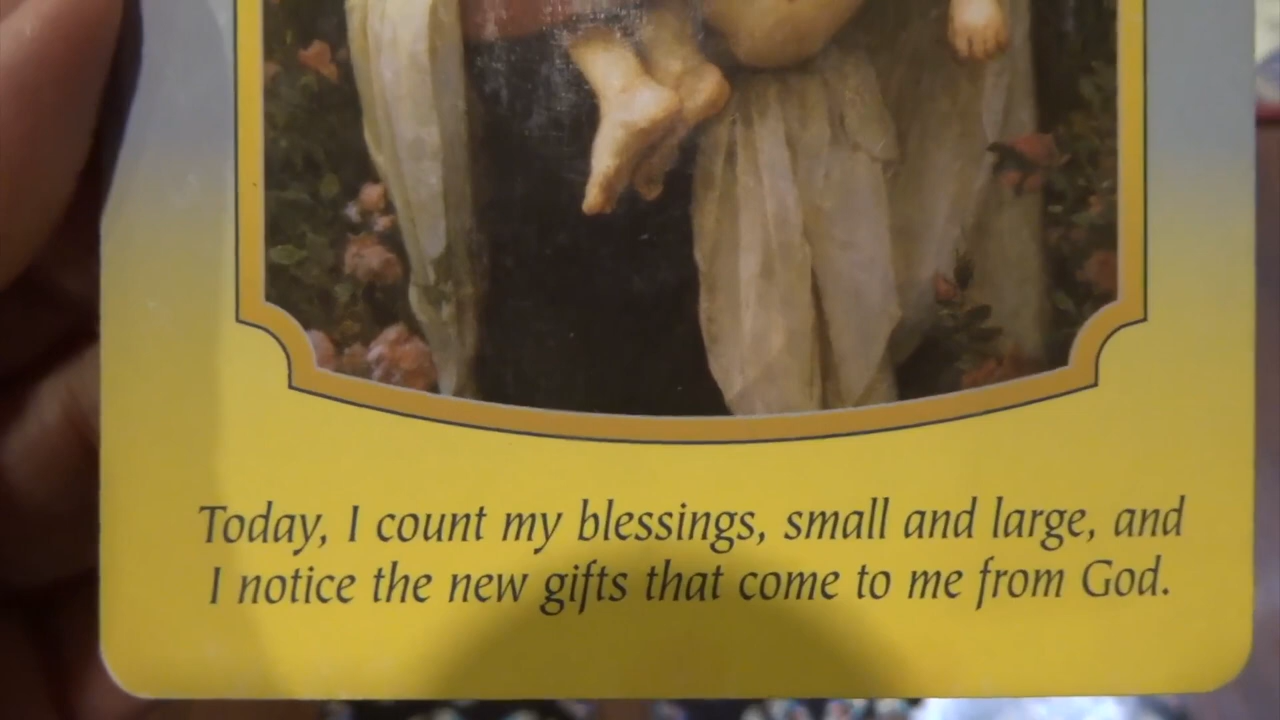 Today, I count my blessings, small and large, and
I notice the new gifts that come to me from God.